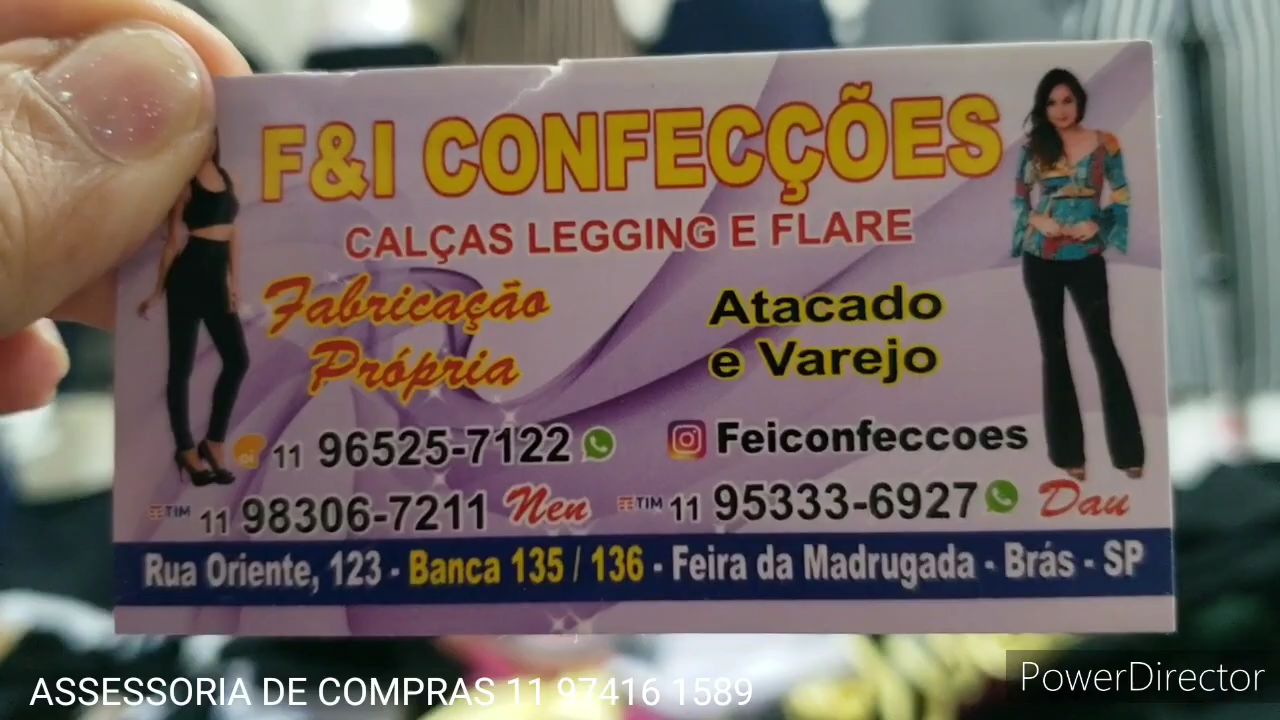 F&I CONFECÇÕES
CALÇAS LEGGING E FLARE
Fabricação
Própria
Atacado
e Varejo
oi 11 96525-7122
Feiconfeccoes
TIM 11 98306-7211 Nen
TIM 11 95333-6927 Dau
Rua Oriente, 123 - Banca 135 / 136 - Feira da Madrugada - Brás - SP
ASSESSORIA DE COMPRAS 11 97416 1589
PowerDirector